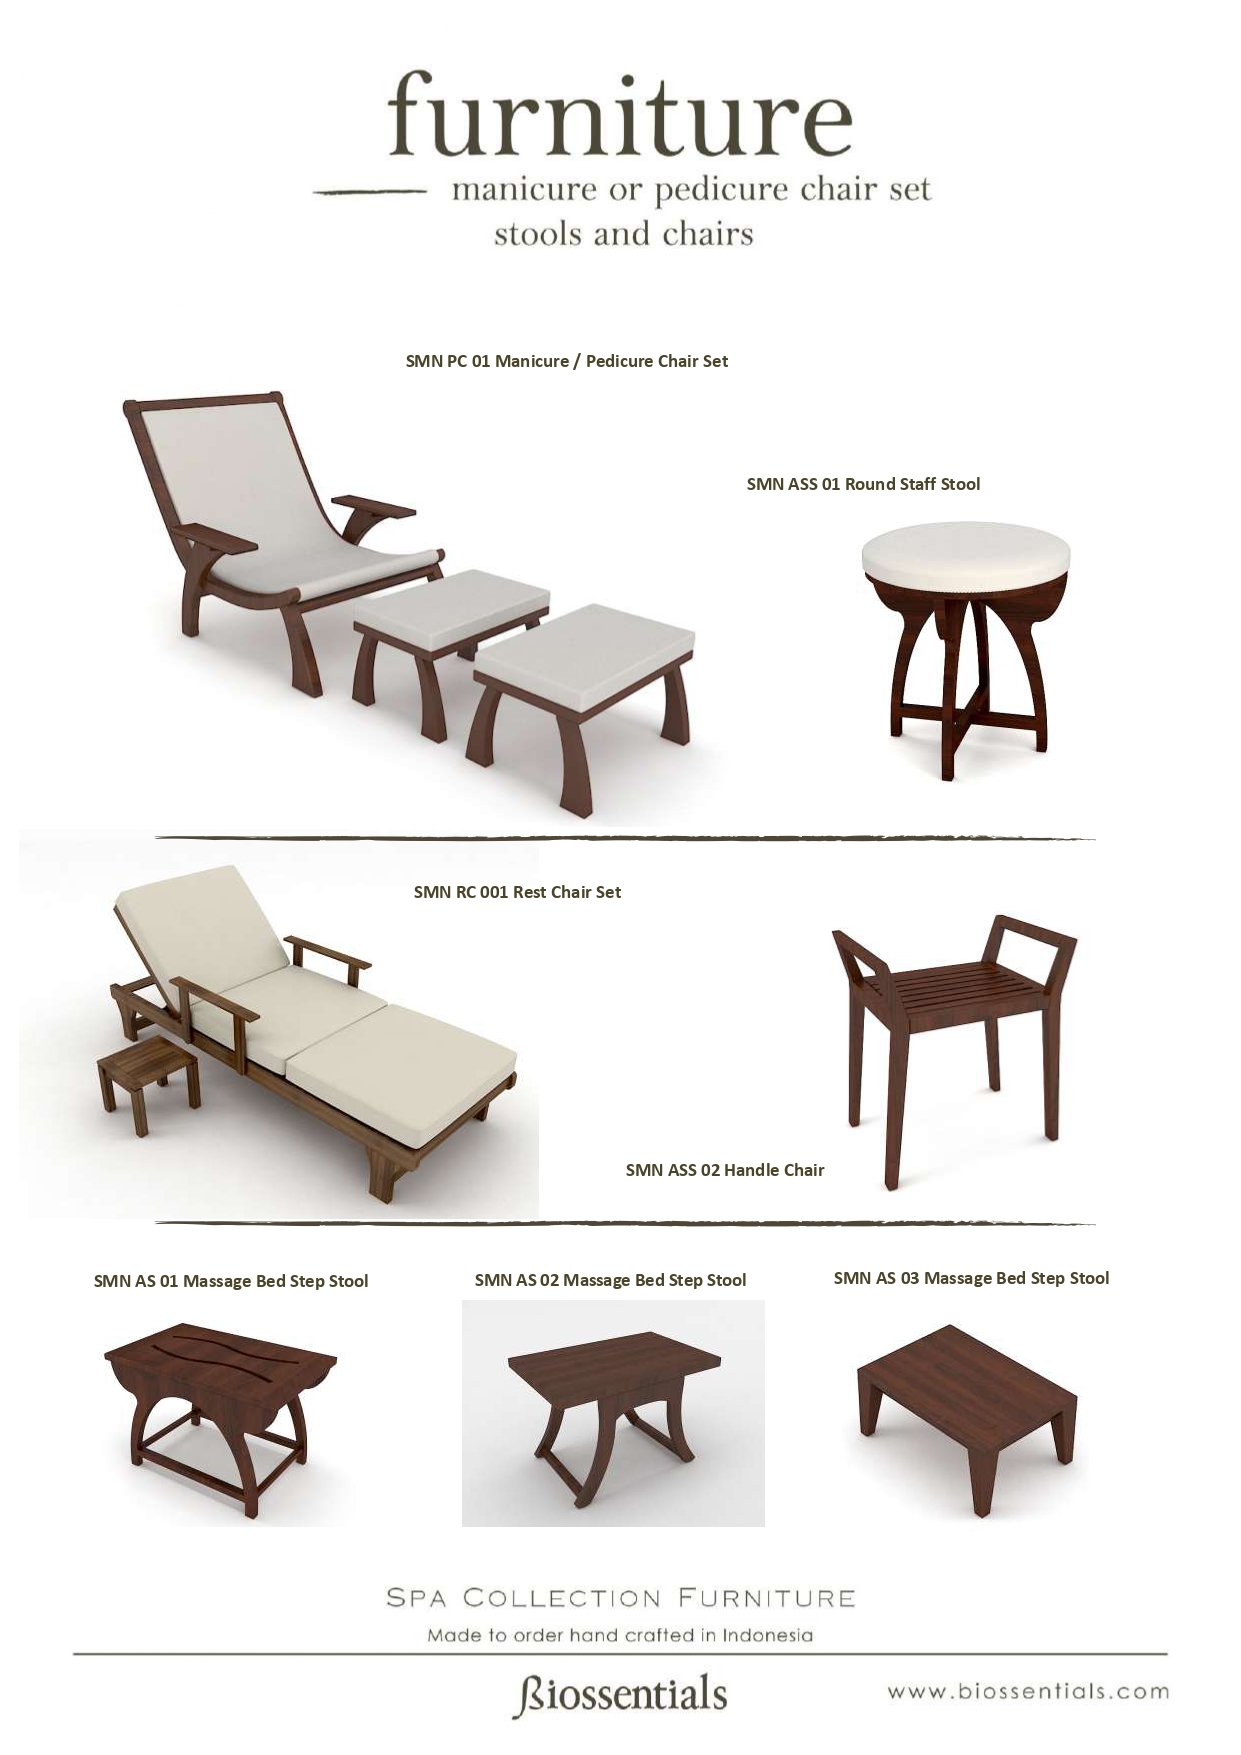 furniture
manicure or pedicure chair set
stools and chairs
SMN PC 01 Manicure / Pedicure Chair Set
SMN ASS 01 Round Staff Stool
SMN RC 001 Rest Chair Set
SMN ASS 02 Handle Chair
SMN AS 01 Massage Bed Step Stool
SMN AS 02 Massage Bed Step Stool
SMN AS 03 Massage Bed Step Stool
SPA COLLECTION FURNITURE
Made to order hand crafted in Indonesia
Biossentials
www.biossentials.com